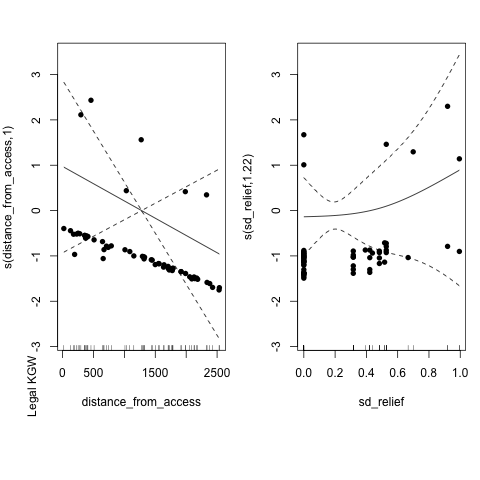 s(distance_from_access,1)
3
2
1
0
-1
-2
-3
0 500 1500 2500
distance_from_access
Legal KGW
s(sd_relief,1.22)
3
2
1
0
-1
-2
-3
0.0 0.2 0.4 0.6 0.8 1.0
sd_relief